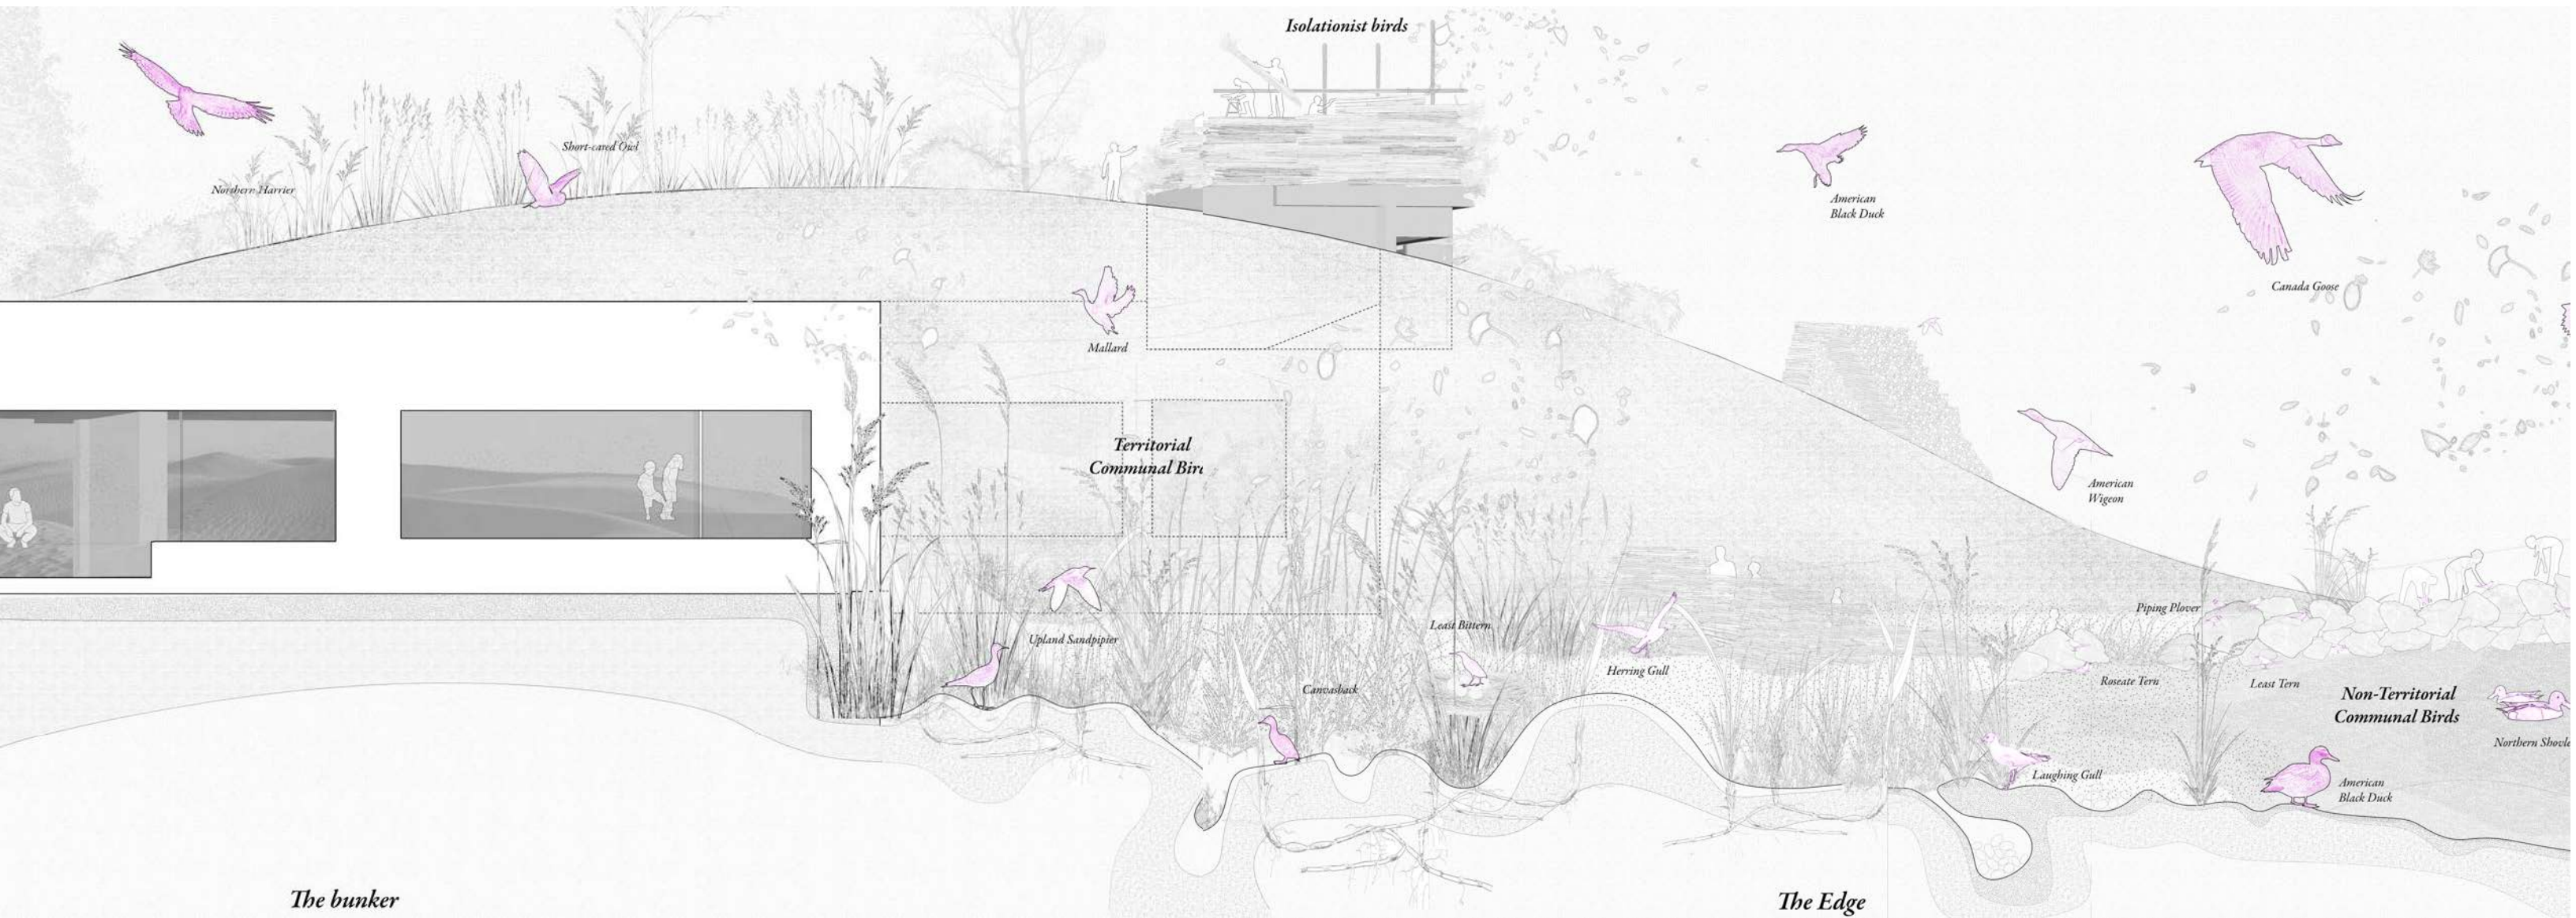 Isolationist birds
Short-eared Owl
Northern Harrier
American
Black Duck
Canada Goose
Mallard
Territorial
Communal Bir
American
Wigeon
Piping Plover
Least Bittern
Upland Sandpipier
Herring Gull
Roseate Tern
Least Tern
Canvasback
Non-Territorial
Communal Birds
Northern Shovle
Laughing Gull
American
Black Duck
The bunker
The Edge